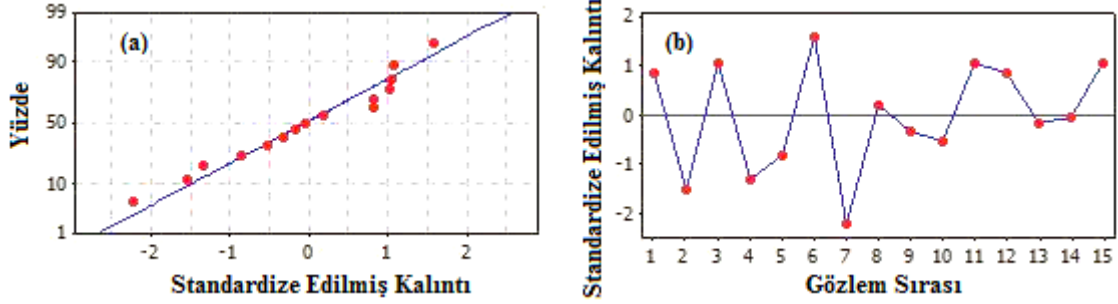 (a)
Yüzde
99
90
50
10
1
-2 -1 0 1 2
Standardize Edilmiş Kalıntı
(b)
Standardize Edilmiş Kalıntı
2
1
0
-1
-2
1 2 3 4 5 6 7 8 9 10 11 12 13 14 15
Gözlem Sırası